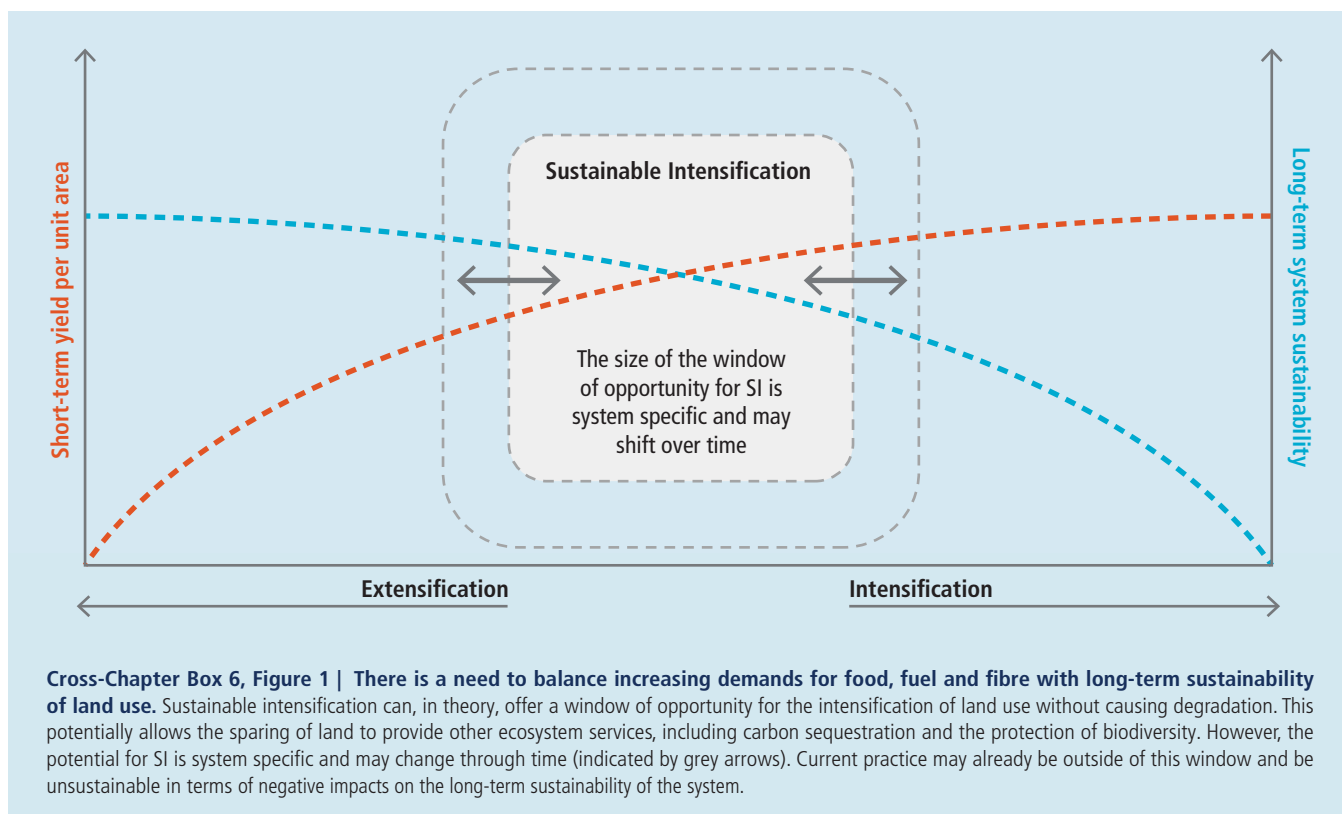 Short-term yield per unit area
Sustainable Intensification
The size of the window
of opportunity for SI is
system specific and may
shift over time
Long-term system sustainability
Extensification
Intensification
Cross-Chapter Box 6, Figure 1 | There is a need to balance increasing demands for food, fuel and fibre with long-term sustainability
of land use. Sustainable intensification can, in theory, offer a window of opportunity for the intensification of land use without causing degradation. This
potentially allows the sparing of land to provide other ecosystem services, including carbon sequestration and the protection of biodiversity. However, the
potential for SI is system specific and may change through time (indicated by grey arrows). Current practice may already be outside of this window and be
unsustainable in terms of negative impacts on the long-term sustainability of the system.